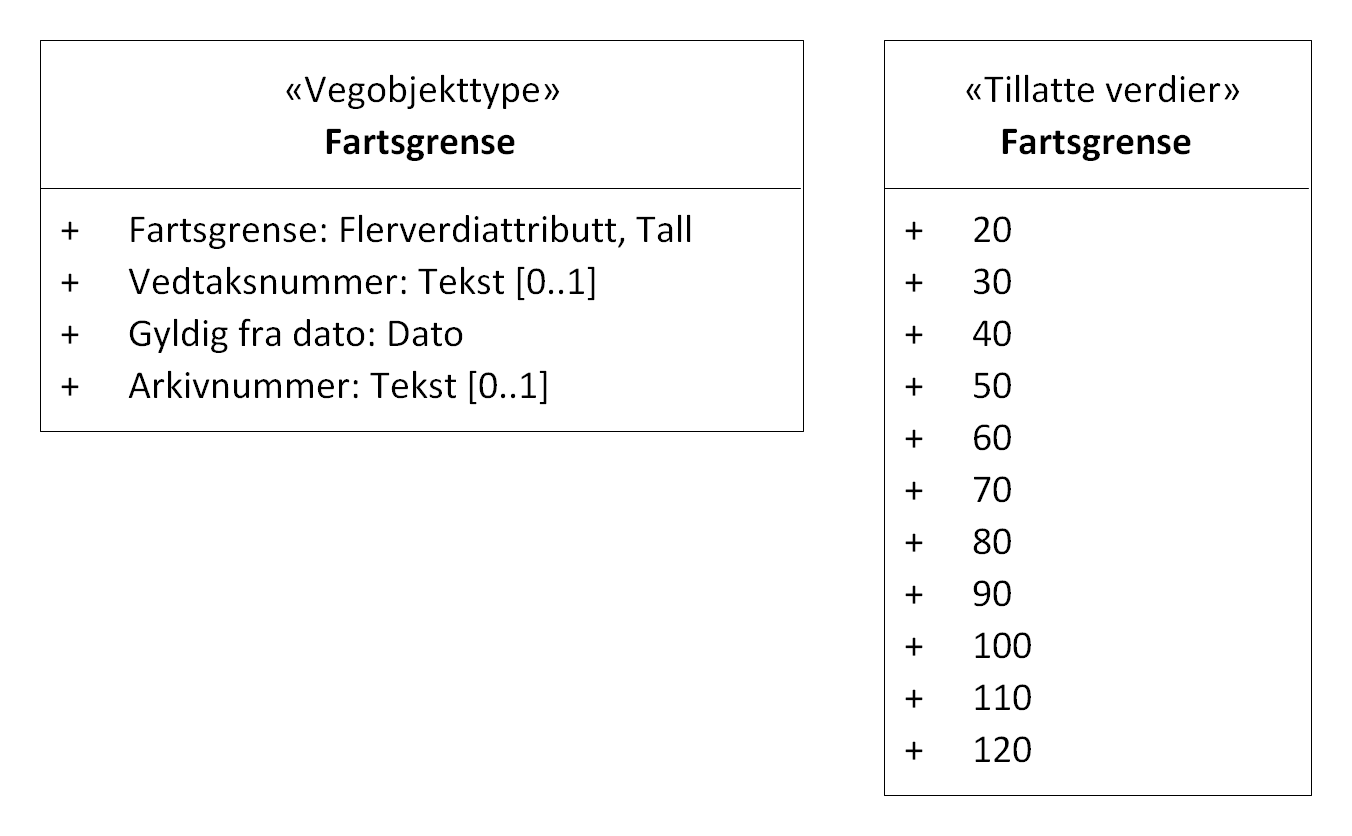 «Vegobjekttype»
Fartsgrense
+ Fartsgrense: Flerverdiattributt, Tall
+ Vedtaksnummer: Tekst [0..1]
+ Gyldig fra dato: Dato
+ Arkivnummer: Tekst [0..1]
«Tillatte verdier»
Fartsgrense
+ 20
+ 30
+ 40
+ 50
+ 60
+ 70
+ 80
+ 90
+ 100
+ 110
+ 120